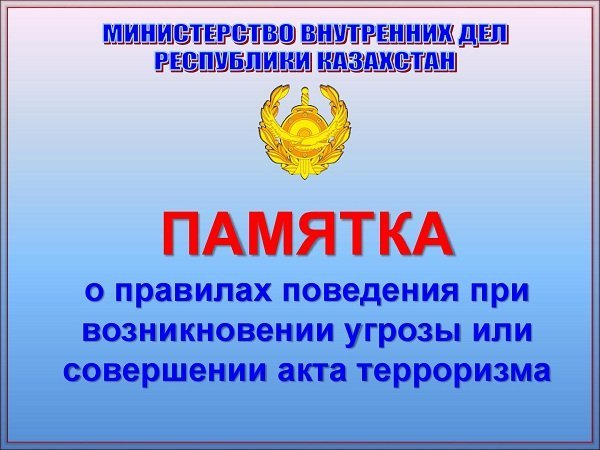 МИНИСТЕРСТВО ВНУТРЕННИХ ДЕЛ
РЕСПУБЛИКИ КАЗАХСТАН
ПАМЯТКА
о правилах поведения при
возникновении угрозы или
совершении акта терроризма